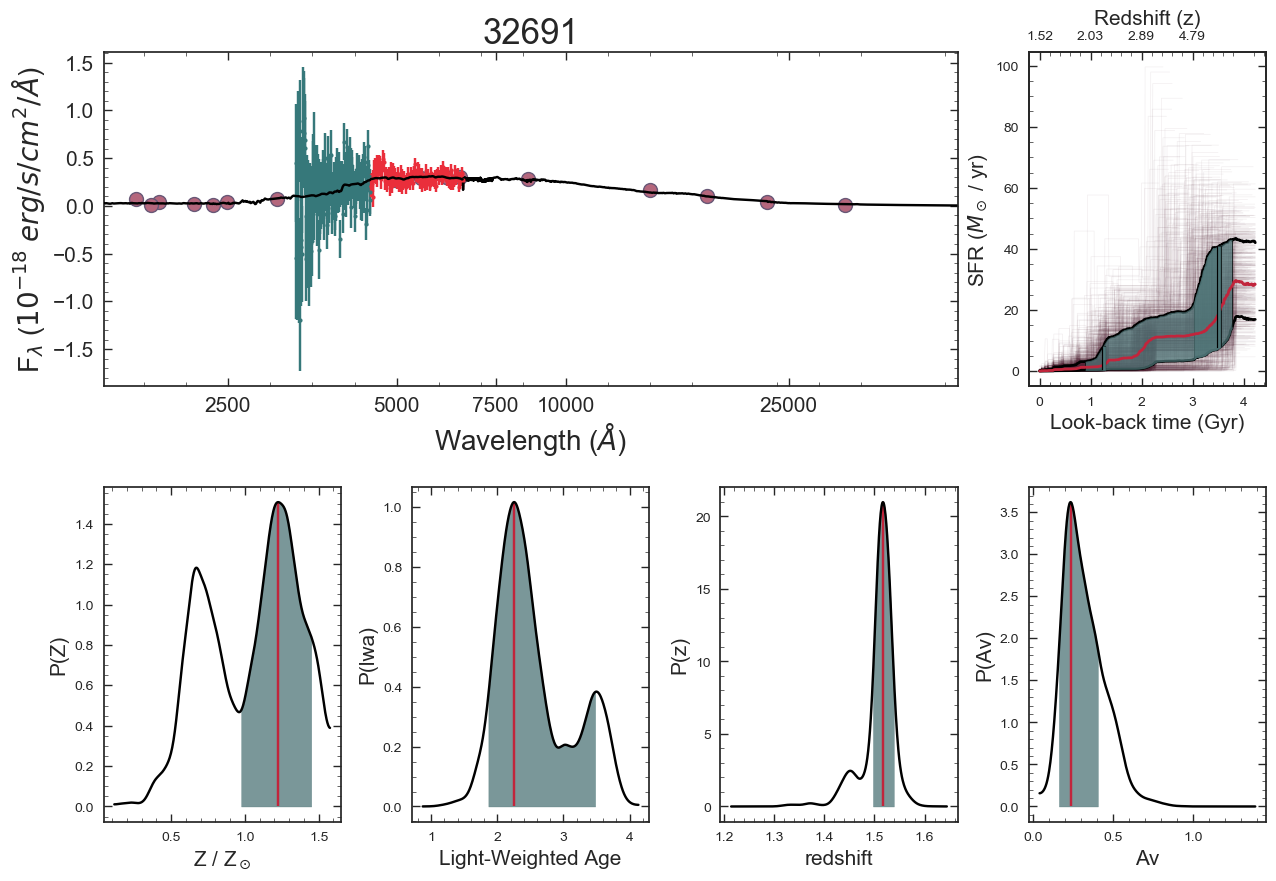 32691
F_λ (10^−18 erg/s/cm^2/Å)
1.5
1.0
0.5
0.0
−0.5
−1.0
−1.5
2500 5000 7500 10000 25000
Wavelength (Å)
Redshift (z)
1.52 2.03 2.89 4.79
SFR (M_⊙ / yr)
100
80
60
40
20
0
0 1 2 3 4
Look-back time (Gyr)
P(Z)
1.4
1.2
1.0
0.8
0.6
0.4
0.2
0.0
0.5 1.0 1.5
Z / Z_⊙
P(lwa)
1.0
0.8
0.6
0.4
0.2
0.0
1 2 3 4
Light-Weighted Age
P(z)
20
15
10
5
0
1.2 1.3 1.4 1.5 1.6
redshift
P(Av)
3.5
3.0
2.5
2.0
1.5
1.0
0.5
0.0
0.0 0.5 1.0
Av